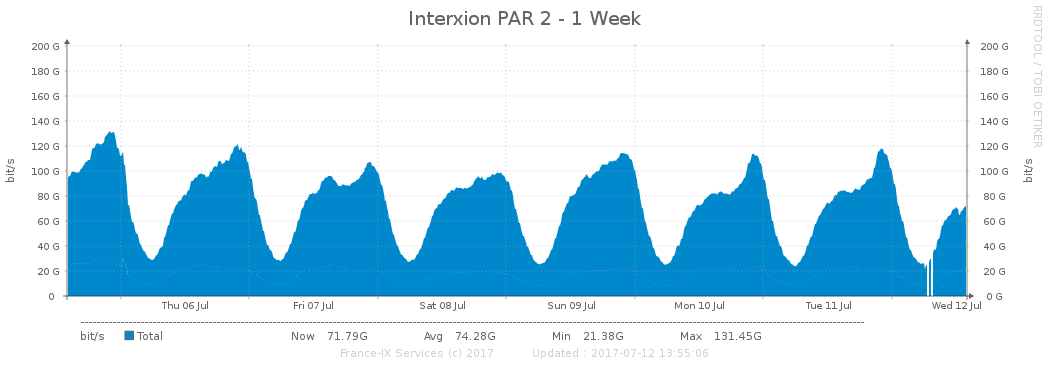 Interxion PAR 2 - 1 Week
RRDTOOL / TOBI OETIKER
bit/s
bit/s
200 G 200 G
180 G 180 G
160 G 160 G
140 G 140 G
120 G 120 G
100 G 100 G
80 G 80 G
60 G 60 G
40 G 40 G
20 G 20 G
0 0 G
Thu 06 Jul Fri 07 Jul Sat 08 Jul Sun 09 Jul Mon 10 Jul Tue 11 Jul Wed 12 Jul
bit/s Total Now 71.79G Avg 74.28G Min 21.38G Max 131.45G
France-IX Services (c) 2017 Updated : 2017-07-12 13:55:06